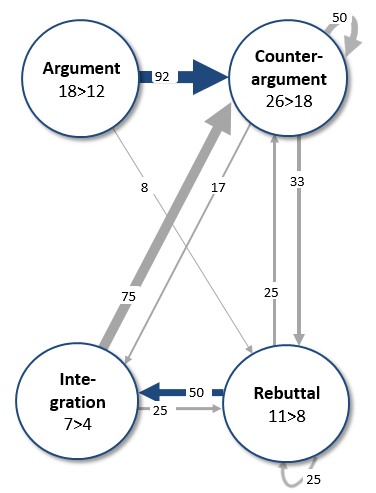 50
Argument
18>12
92
Counter-
argument
26>18
8
17
33
75
25
Inte-
gration
7>4
50
25
Rebuttal
11>8
25